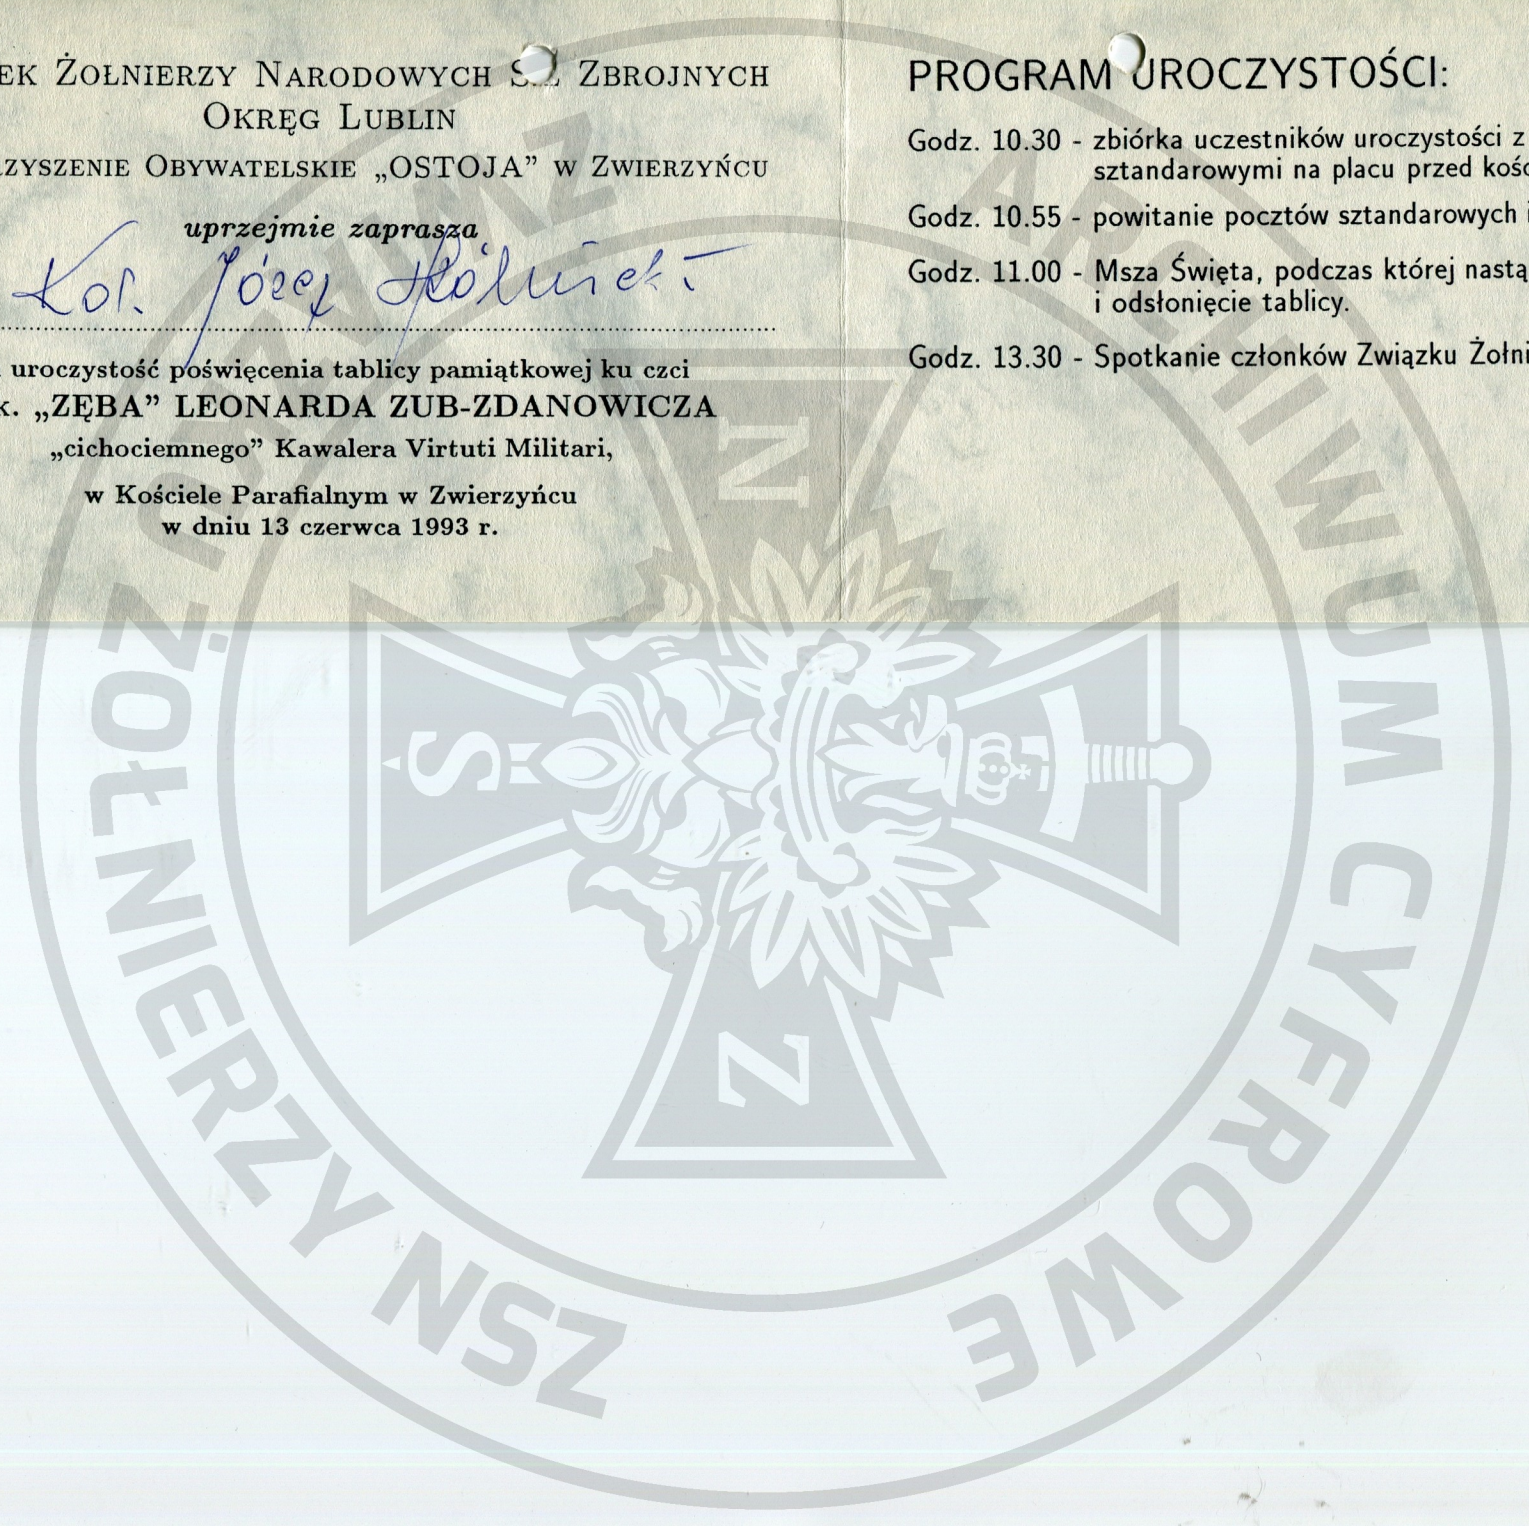 EK ŻOŁNIERZY NARODOWYCH ZBROJNYCH
OKRĘG LUBLIN
RZYSZENIE OBYWATELSKIE „OSTOJA” W ZWIERZYŃCU
uprzejmie zaprasza
Kol. Józef
uroczystość poświęcenia tablicy pamiątkowej ku czci
k. „ZĘBA” LEONARDA ZUB-ZDANOWICZA
„cichociemnego” Kawalera Virtuti Militari,
w Kościele Parafialnym w Zwierzyńcu
w dniu 13 czerwca 1993 r.
PROGRAM UROCZYSTOŚCI:
Godz. 10.30 - zbiórka uczestników uroczystości z
sztandarowymi na placu przed kość
Godz. 10.55 - powitanie pocztów sztandarowych i
Godz. 11.00 - Msza Święta, podczas której nastą
i odsłonięcie tablicy.
Godz. 13.30 - Spotkanie członków Związku Żołni
ARCHIWUM CYFROWE
ŻOŁNIERZY NSZ
N
S
Z